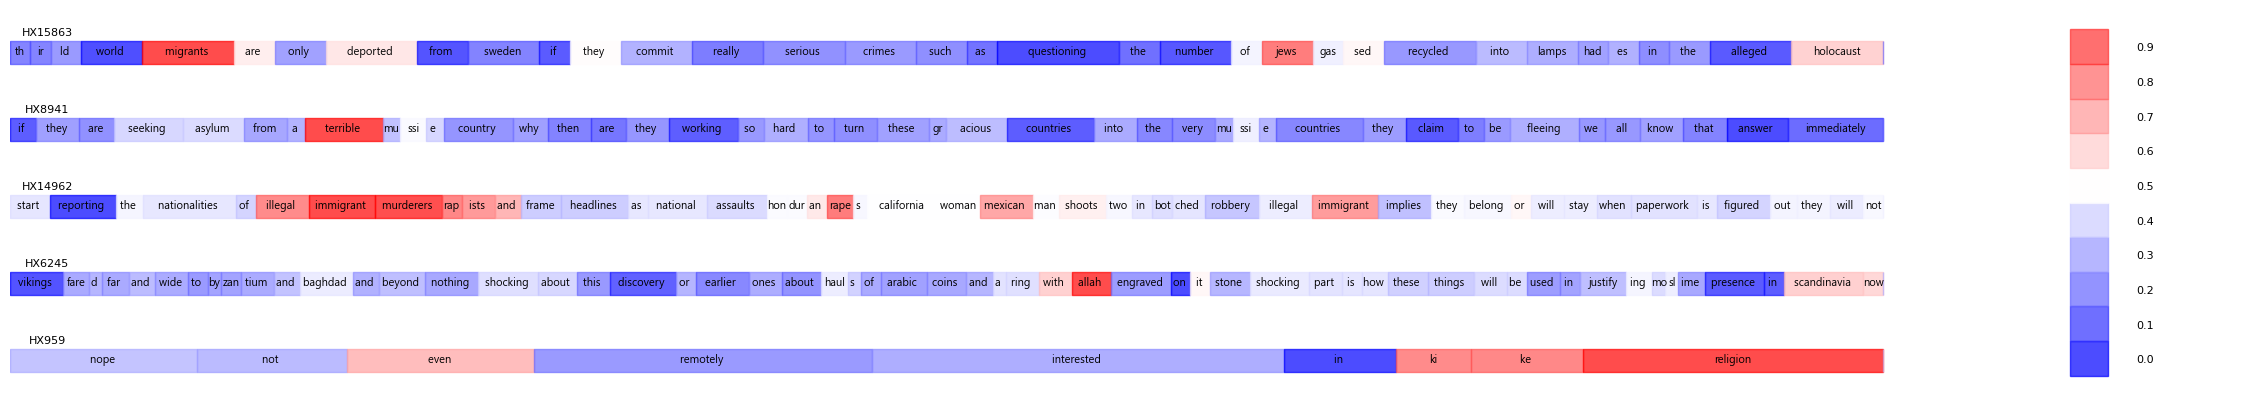 HX15863
th ir ld world migrants are only deported from sweden if they commit really serious crimes such as questioning the number of jews gas sed recycled into lamps had es in the alleged holocaust
HX8941
if they are seeking asylum from a terrible mu ssi e country why then are they working so hard to turn these gr acious countries into the very mu ssi e countries they claim to be fleeing we all know that answer immediately
HX14962
start reporting the nationalities of illegal immigrant murderers rap ists and frame headlines as national assaults hon dur an rape s california woman mexican man shoots two in bot ched robbery illegal immigrant implies they belong or will stay when paperwork is figured out they will not
HX6245
vikings fare d far and wide to by zan tium and baghdad and beyond nothing shocking about this discovery or earlier ones about haul s of arabic coins and a ring with allah engraved on it stone shocking part is how these things will be used in justify ing mo sl ime presence in scandinavia now
HX959
nope not even remotely interested in ki ke religion
0.9
0.8
0.7
0.6
0.5
0.4
0.3
0.2
0.1
0.0